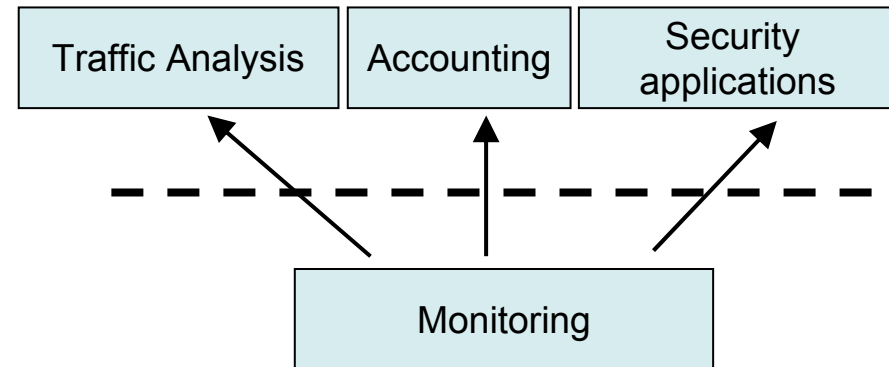 Traffic Analysis
Accounting
Security
applications
Monitoring